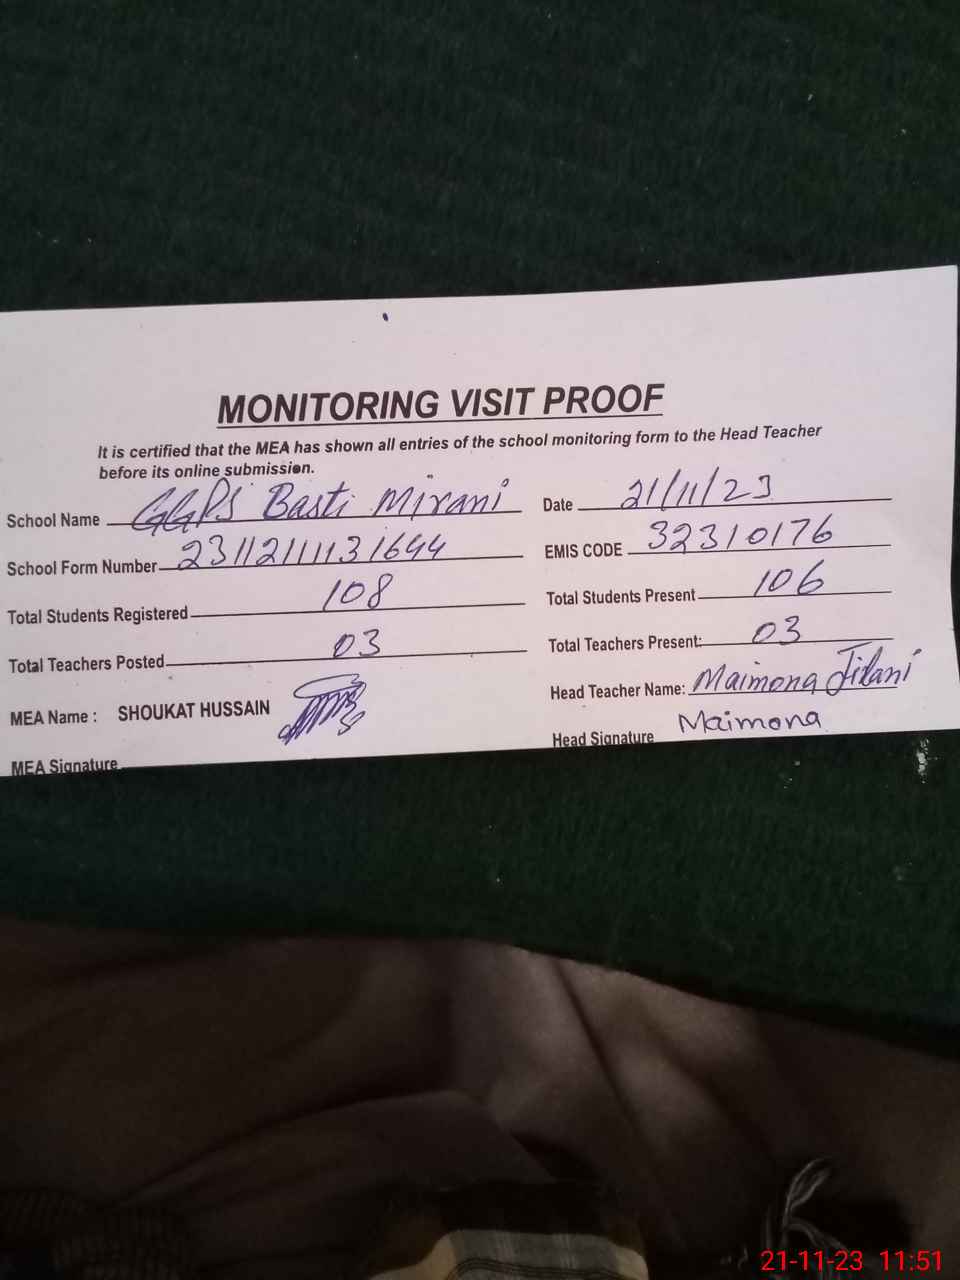 MONITORING VISIT PROOF
It is certified that the MEA has shown all entries of the school monitoring form to the Head Teacher
before its online submission.
School Name GGPS Basti Mirani
Date 21/11/23
School Form Number 23112111131644
EMIS CODE 32310176
Total Students Registered 108
Total Students Present 106
Total Teachers Posted 03
Total Teachers Present: 03
MEA Name : SHOUKAT HUSSAIN
Head Teacher Name: Maimona Jilani
MEA Signature
Head Signature Maimona
21-11-23 11:51